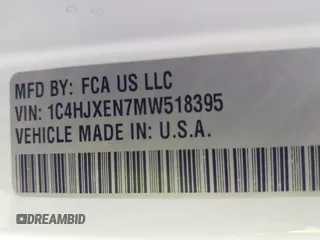 MFD BY: FCA US LLC
VIN: 1C4HJXEN7MW518395
VEHICLE MADE IN: U.S.A.
DREAMBID